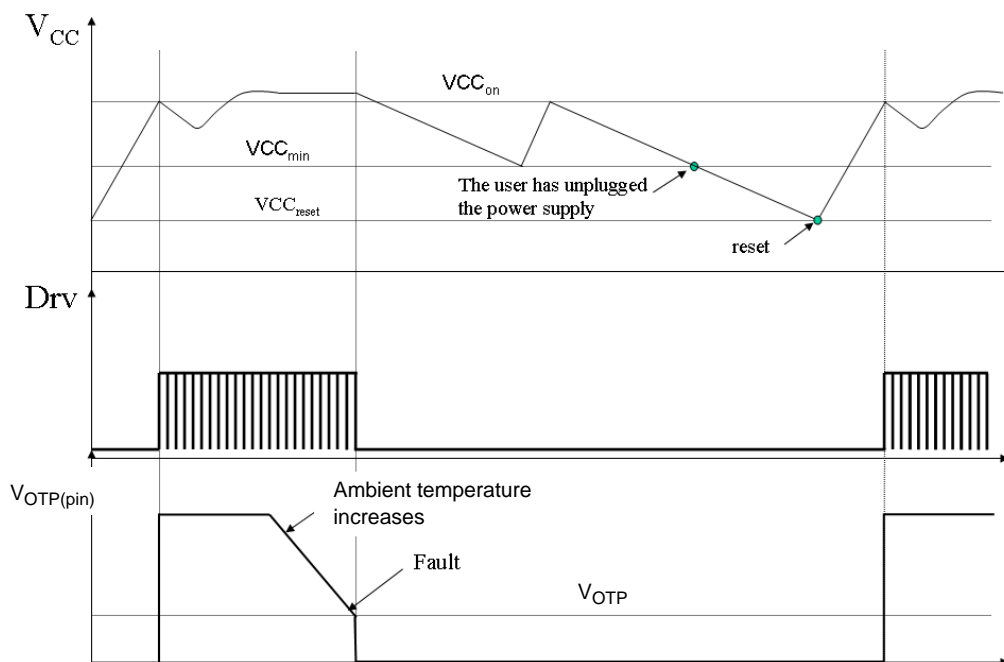 VCC
VCCon
VCCmin
The user has unplugged
the power supply
VCCreset
reset
Drv
VOTP(pin)
Ambient temperature
increases
Fault
VOTP